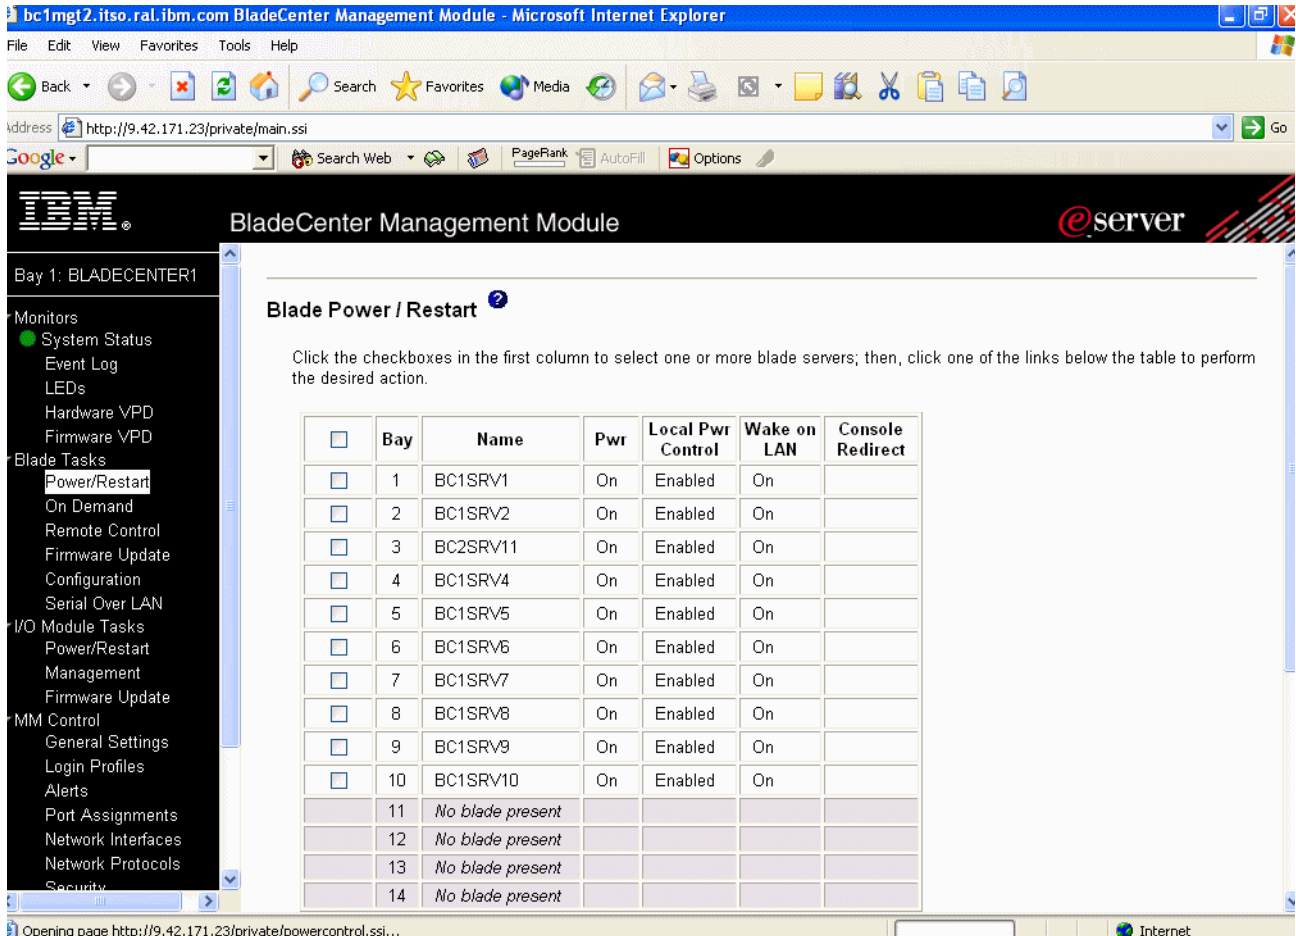 bc1mgt2.itso.ral.ibm.com BladeCenter Management Module - Microsoft Internet Explorer
File Edit View Favorites Tools Help
Back Search Favorites Media
Address http://9.42.171.23/private/main.ssi Go
Google Search Web PageRank AutoFill Options
IBM® BladeCenter Management Module eserver
Bay 1: BLADECENTER1
Monitors
System Status
Event Log
LEDs
Hardware VPD
Firmware VPD
Blade Tasks
Power/Restart
On Demand
Remote Control
Firmware Update
Configuration
Serial Over LAN
I/O Module Tasks
Power/Restart
Management
Firmware Update
MM Control
General Settings
Login Profiles
Alerts
Port Assignments
Network Interfaces
Network Protocols
Security
Blade Power / Restart ?
Click the checkboxes in the first column to select one or more blade servers; then, click one of the links below the table to perform
the desired action.
Bay Name Pwr Local Pwr Control Wake on LAN Console Redirect
1 BC1SRV1 On Enabled On
2 BC1SRV2 On Enabled On
3 BC2SRV11 On Enabled On
4 BC1SRV4 On Enabled On
5 BC1SRV5 On Enabled On
6 BC1SRV6 On Enabled On
7 BC1SRV7 On Enabled On
8 BC1SRV8 On Enabled On
9 BC1SRV9 On Enabled On
10 BC1SRV10 On Enabled On
11 No blade present
12 No blade present
13 No blade present
14 No blade present
Opening page http://9.42.171.23/private/powercontrol.ssi... Internet